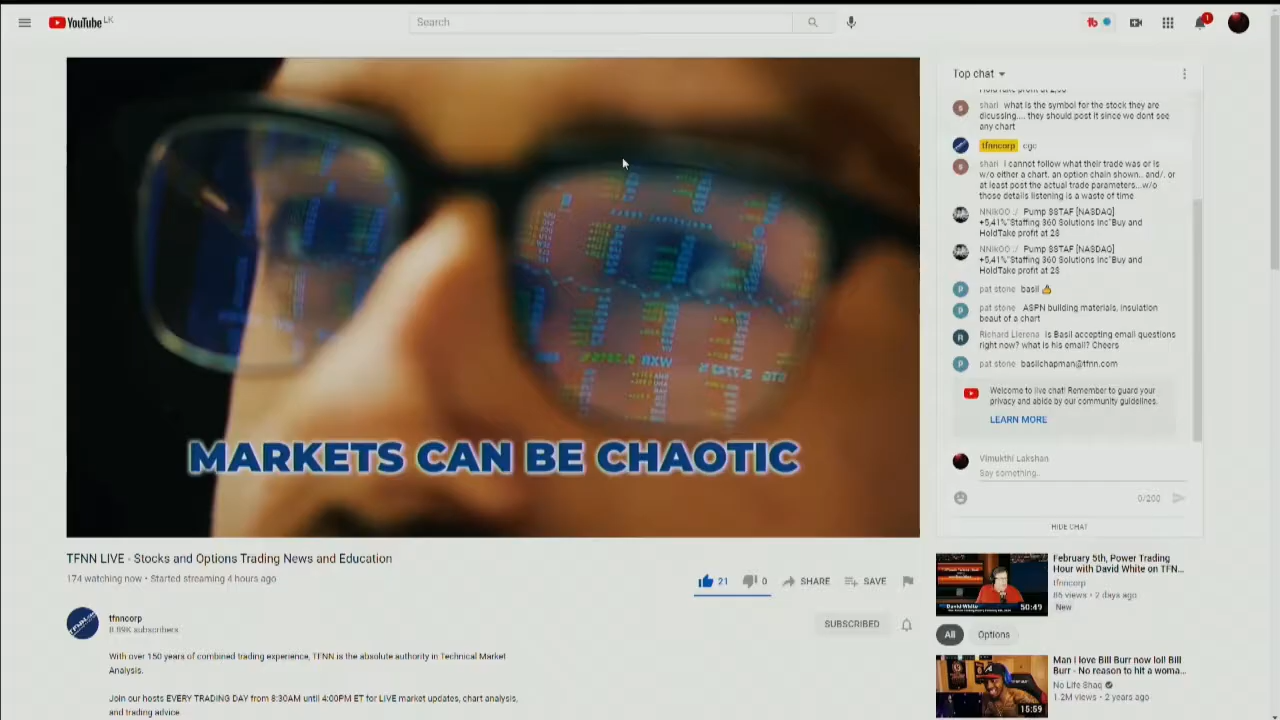 YouTube LK
Search
1
MARKETS CAN BE CHAOTIC
TFNN LIVE - Stocks and Options Trading News and Education
174 watching now • Started streaming 4 hours ago
21
0
SHARE
SAVE
tfnncorp
8.89K subscribers
SUBSCRIBED
With over 150 years of combined trading experience, TFNN is the absolute authority in Technical Market
Analysis.
Join our hosts EVERY TRADING DAY from 8:30AM until 4:00PM ET for LIVE market updates, chart analysis,
and trading advice
Top chat
shari what is the symbol for the stock they are
dicussing.... they should post it since we dont see
any chart
tfnncorp cgc
shari I cannot follow what their trade was or is
w/o either a chart, an option chain shown.. and/. or
at least post the actual trade parameters...w/o
those details listening is a waste of time
NNIKOO :/ Pump $STAF [NASDAQ]
+5,41%"Staffing 360 Solutions Inc"Buy and
HoldTake profit at 2$
NNIKOO :/ Pump $STAF [NASDAQ]
+5,41%"Staffing 360 Solutions Inc"Buy and
HoldTake profit at 2$
pat stone basil
pat stone ASPN building materials, insulation
beaut of a chart
Richard Llerena Is Basil accepting email questions
right now? what is his email? Cheers
pat stone basilchapman@tfnn.com
Welcome to live chat! Remember to guard your
privacy and abide by our community guidelines.
LEARN MORE
Vimukthi Lakshan
Say something...
0/200
HIDE CHAT
February 5th, Power Trading
Hour with David White on TFN...
tfnncorp
86 views • 2 days ago
New
David White
50:49
All
Options
Man I love Bill Burr now lol! Bill
Burr - No reason to hit a woma...
No Life Shaq
1.2M views • 2 years ago
15:59